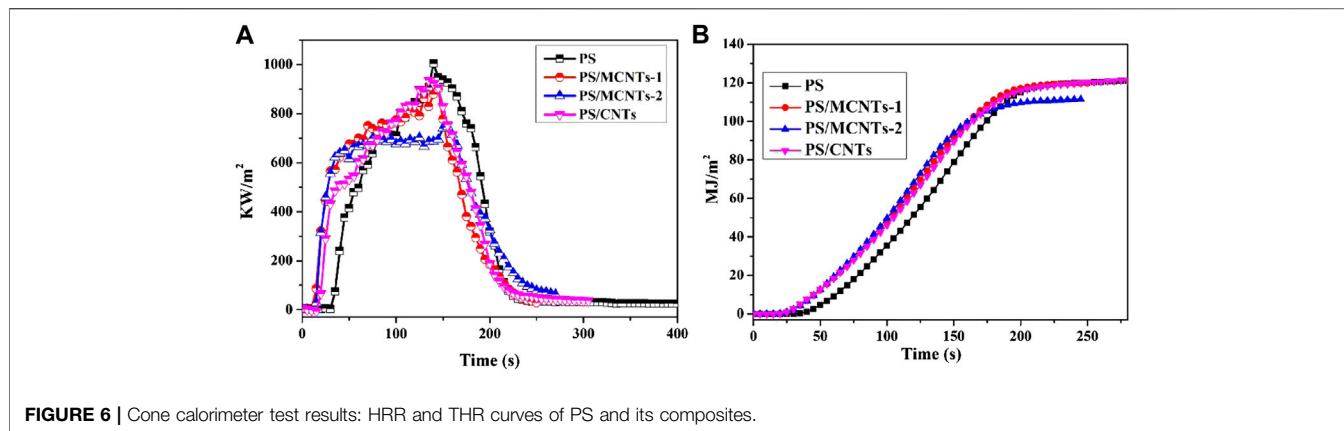 A
1000
800
600
400
200
0
KW/m²
0 100 200 300 400
Time (s)
PS
PS/MCNTs-1
PS/MCNTs-2
PS/CNTs
B
140
120
100
80
60
40
20
0
MJ/m²
0 50 100 150 200 250
Time (s)
PS
PS/MCNTs-1
PS/MCNTs-2
PS/CNTs
FIGURE 6 | Cone calorimeter test results: HRR and THR curves of PS and its composites.